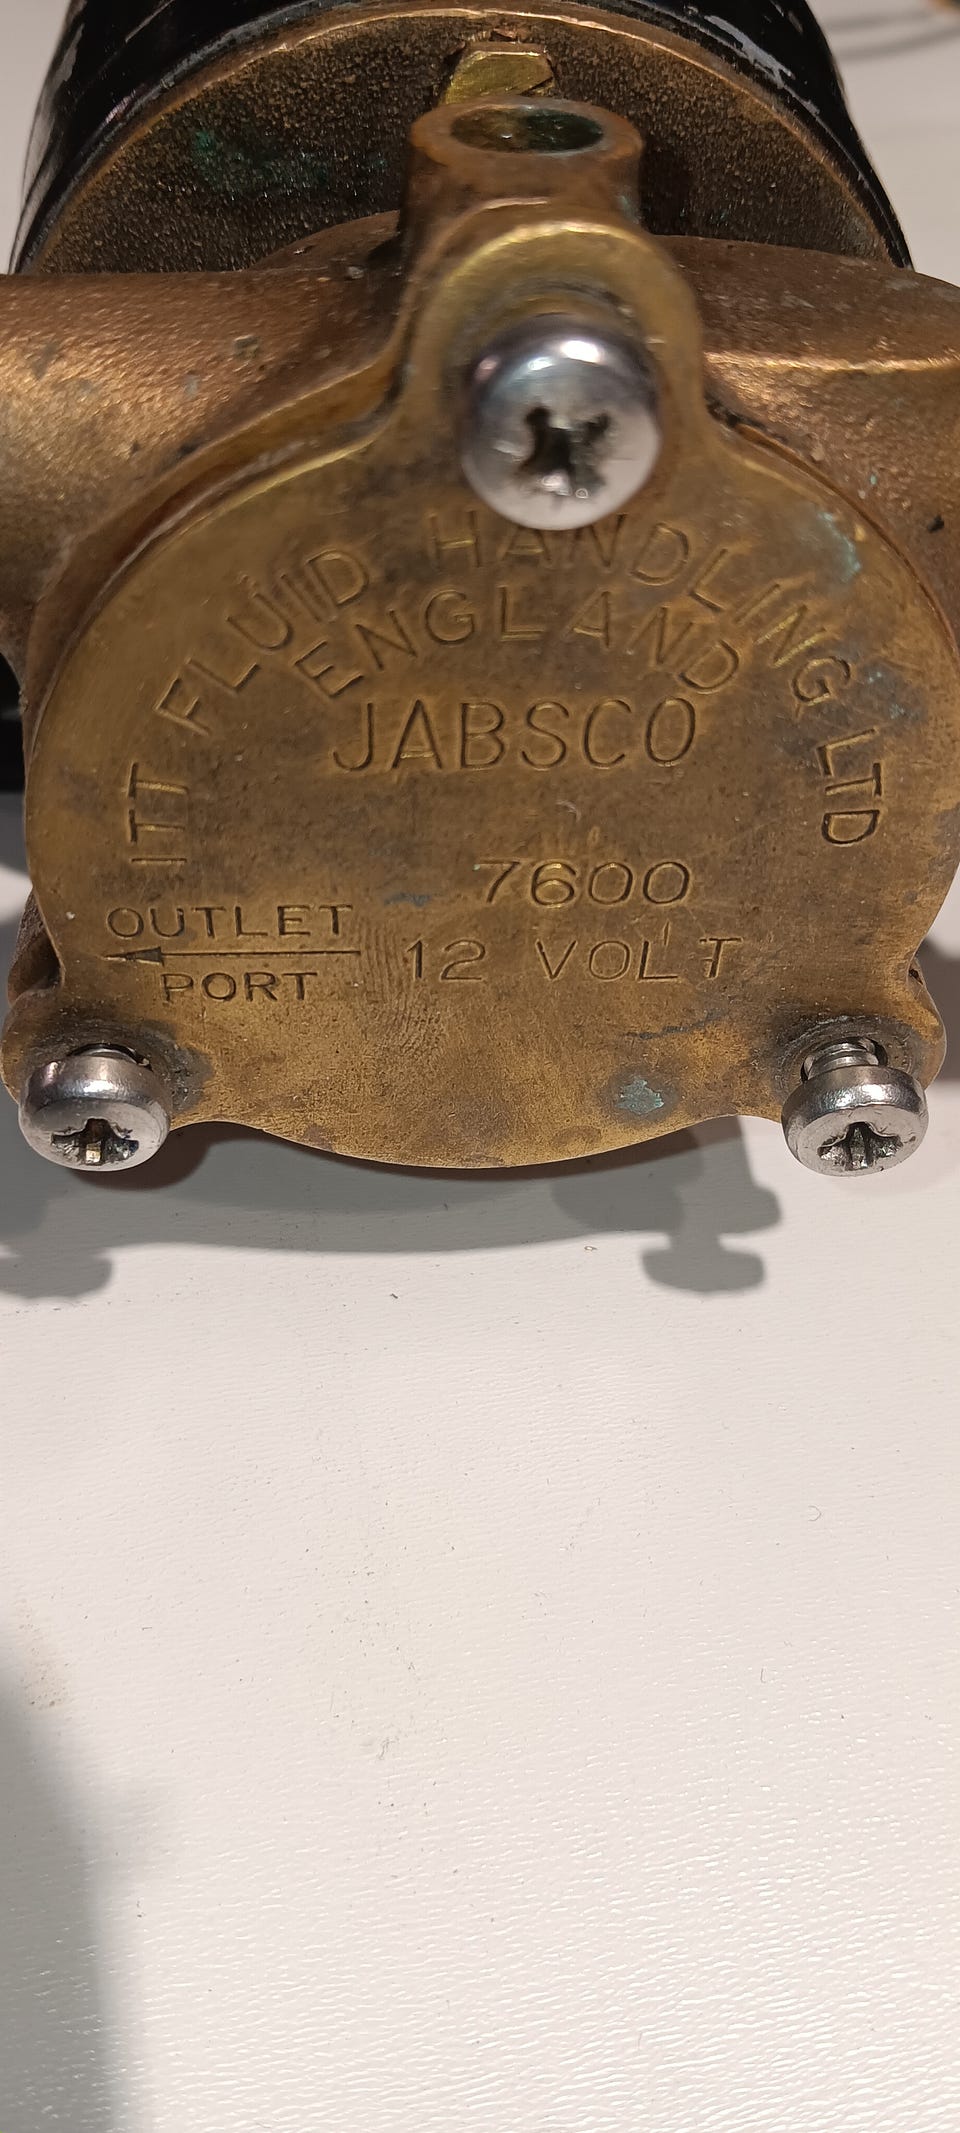 ITT FLUID HANDLING LTD
ENGLAND
JABSCO
7600
OUTLET
PORT
12 VOLT